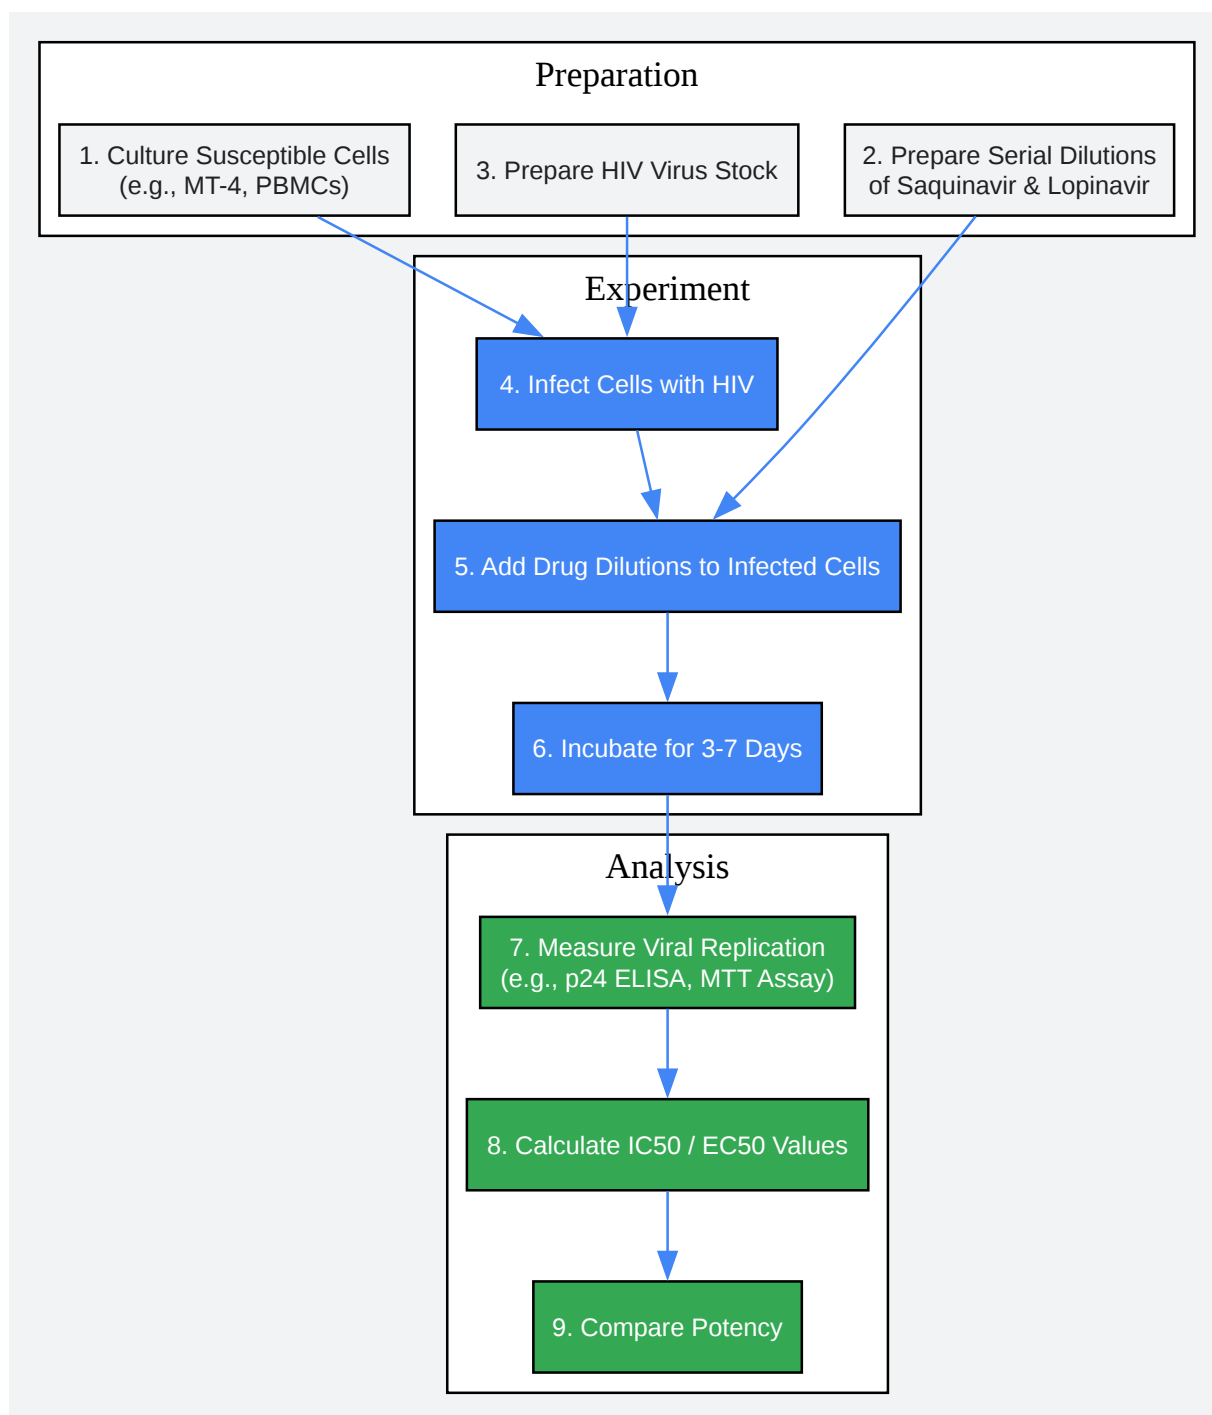 Preparation
1. Culture Susceptible Cells
(e.g., MT-4, PBMCs)
3. Prepare HIV Virus Stock
2. Prepare Serial Dilutions
of Saquinavir & Lopinavir
Experiment
4. Infect Cells with HIV
5. Add Drug Dilutions to Infected Cells
6. Incubate for 3-7 Days
Analysis
7. Measure Viral Replication
(e.g., p24 ELISA, MTT Assay)
8. Calculate IC50 / EC50 Values
9. Compare Potency